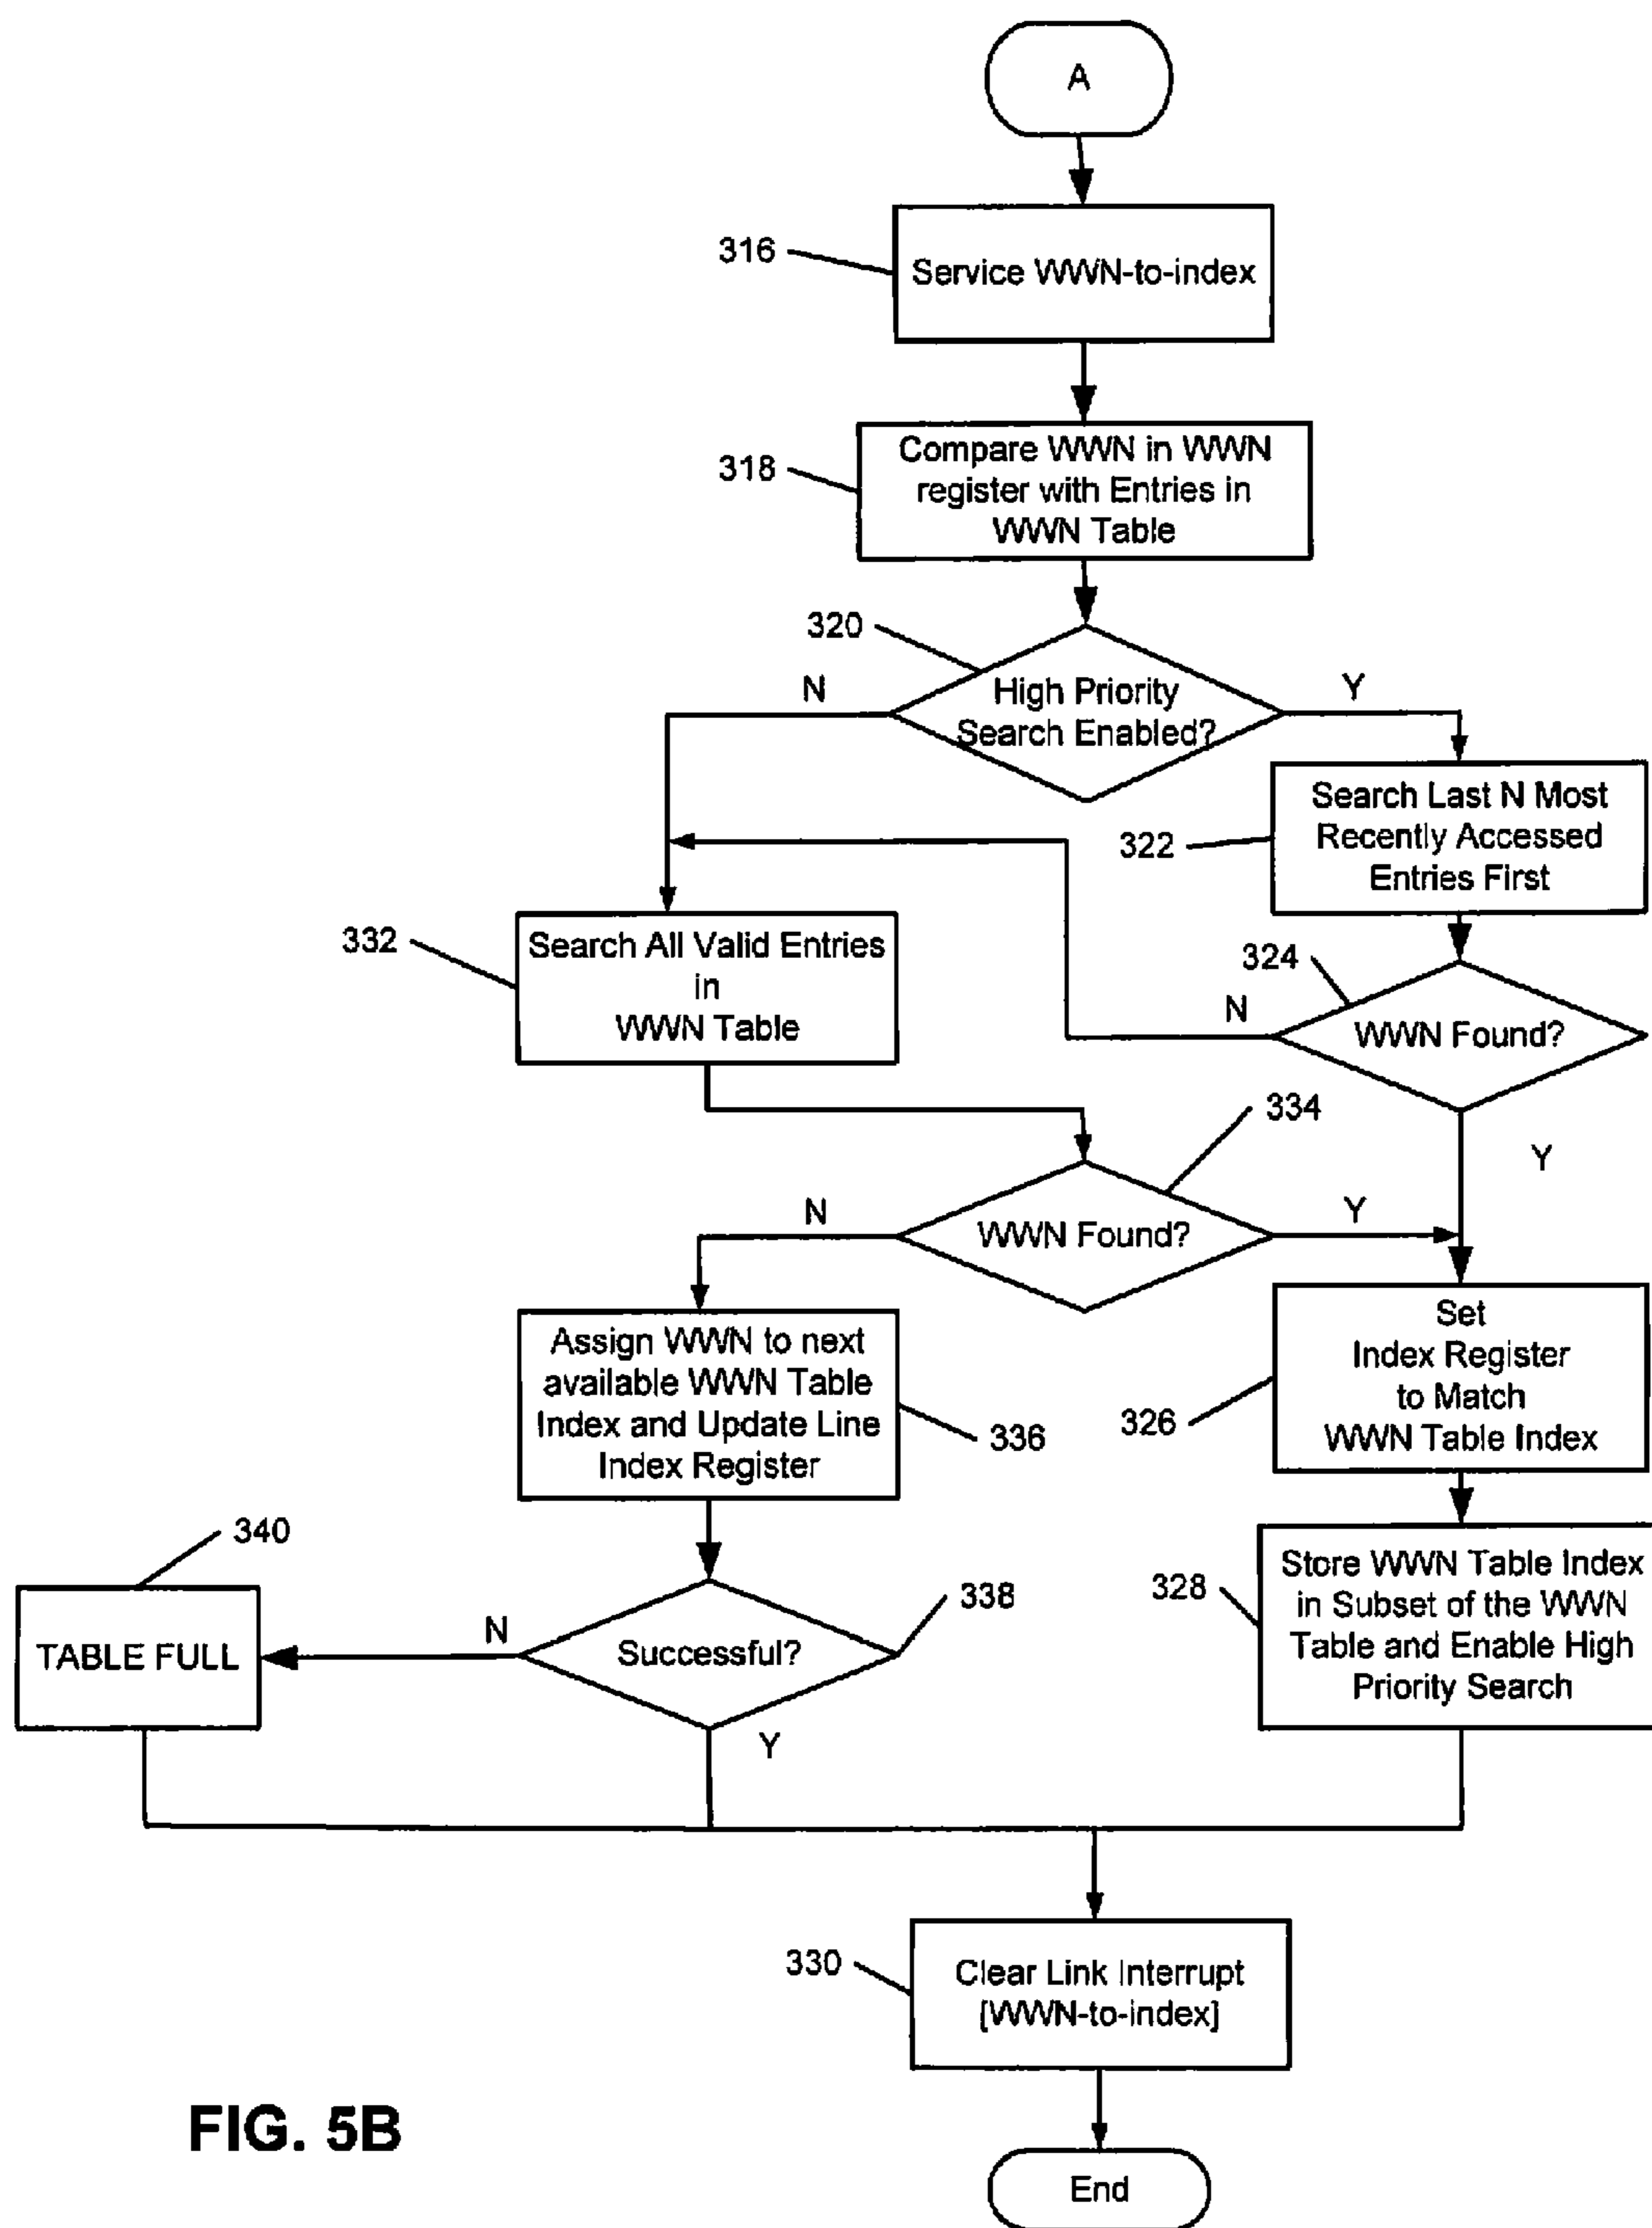 A
316
Service WWN-to-index
318
Compare WWN in WWN
register with Entries in
WWN Table
320
N
High Priority
Search Enabled?
Y
322
Search Last N Most
Recently Accessed
Entries First
332
Search All Valid Entries
in
WWN Table
324
N
WWN Found?
Y
334
N
WWN Found?
Y
Assign WWN to next
available WWN Table
Index and Update Line
Index Register
336
326
Set
Index Register
to Match
WWN Table Index
340
TABLE FULL
N
Successful?
338
Y
328
Store WWN Table Index
in Subset of the WWN
Table and Enable High
Priority Search
330
Clear Link Interrupt
[WWN-to-index]
End
FIG. 5B